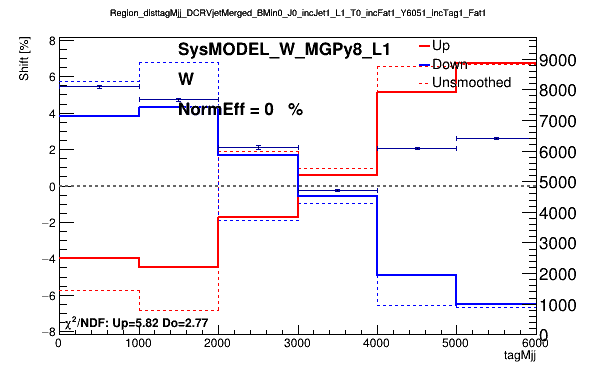 Region_distTagMjj_DCRVjetMerged_BMin0_J0_incJet1_L1_T0_incFat1_Y6051_incTag1_Fat1
SysMODEL_W_MGPy8_L1
W
NormEff = 0 %
Up
Down
Unsmoothed
Shift [%]
8
6
4
2
0
−2
−4
−6
−8
9000
8000
7000
6000
5000
4000
3000
2000
1000
0
χ²/NDF: Up=5.82 Do=2.77
0 1000 2000 3000 4000 5000 6000
tagMjj